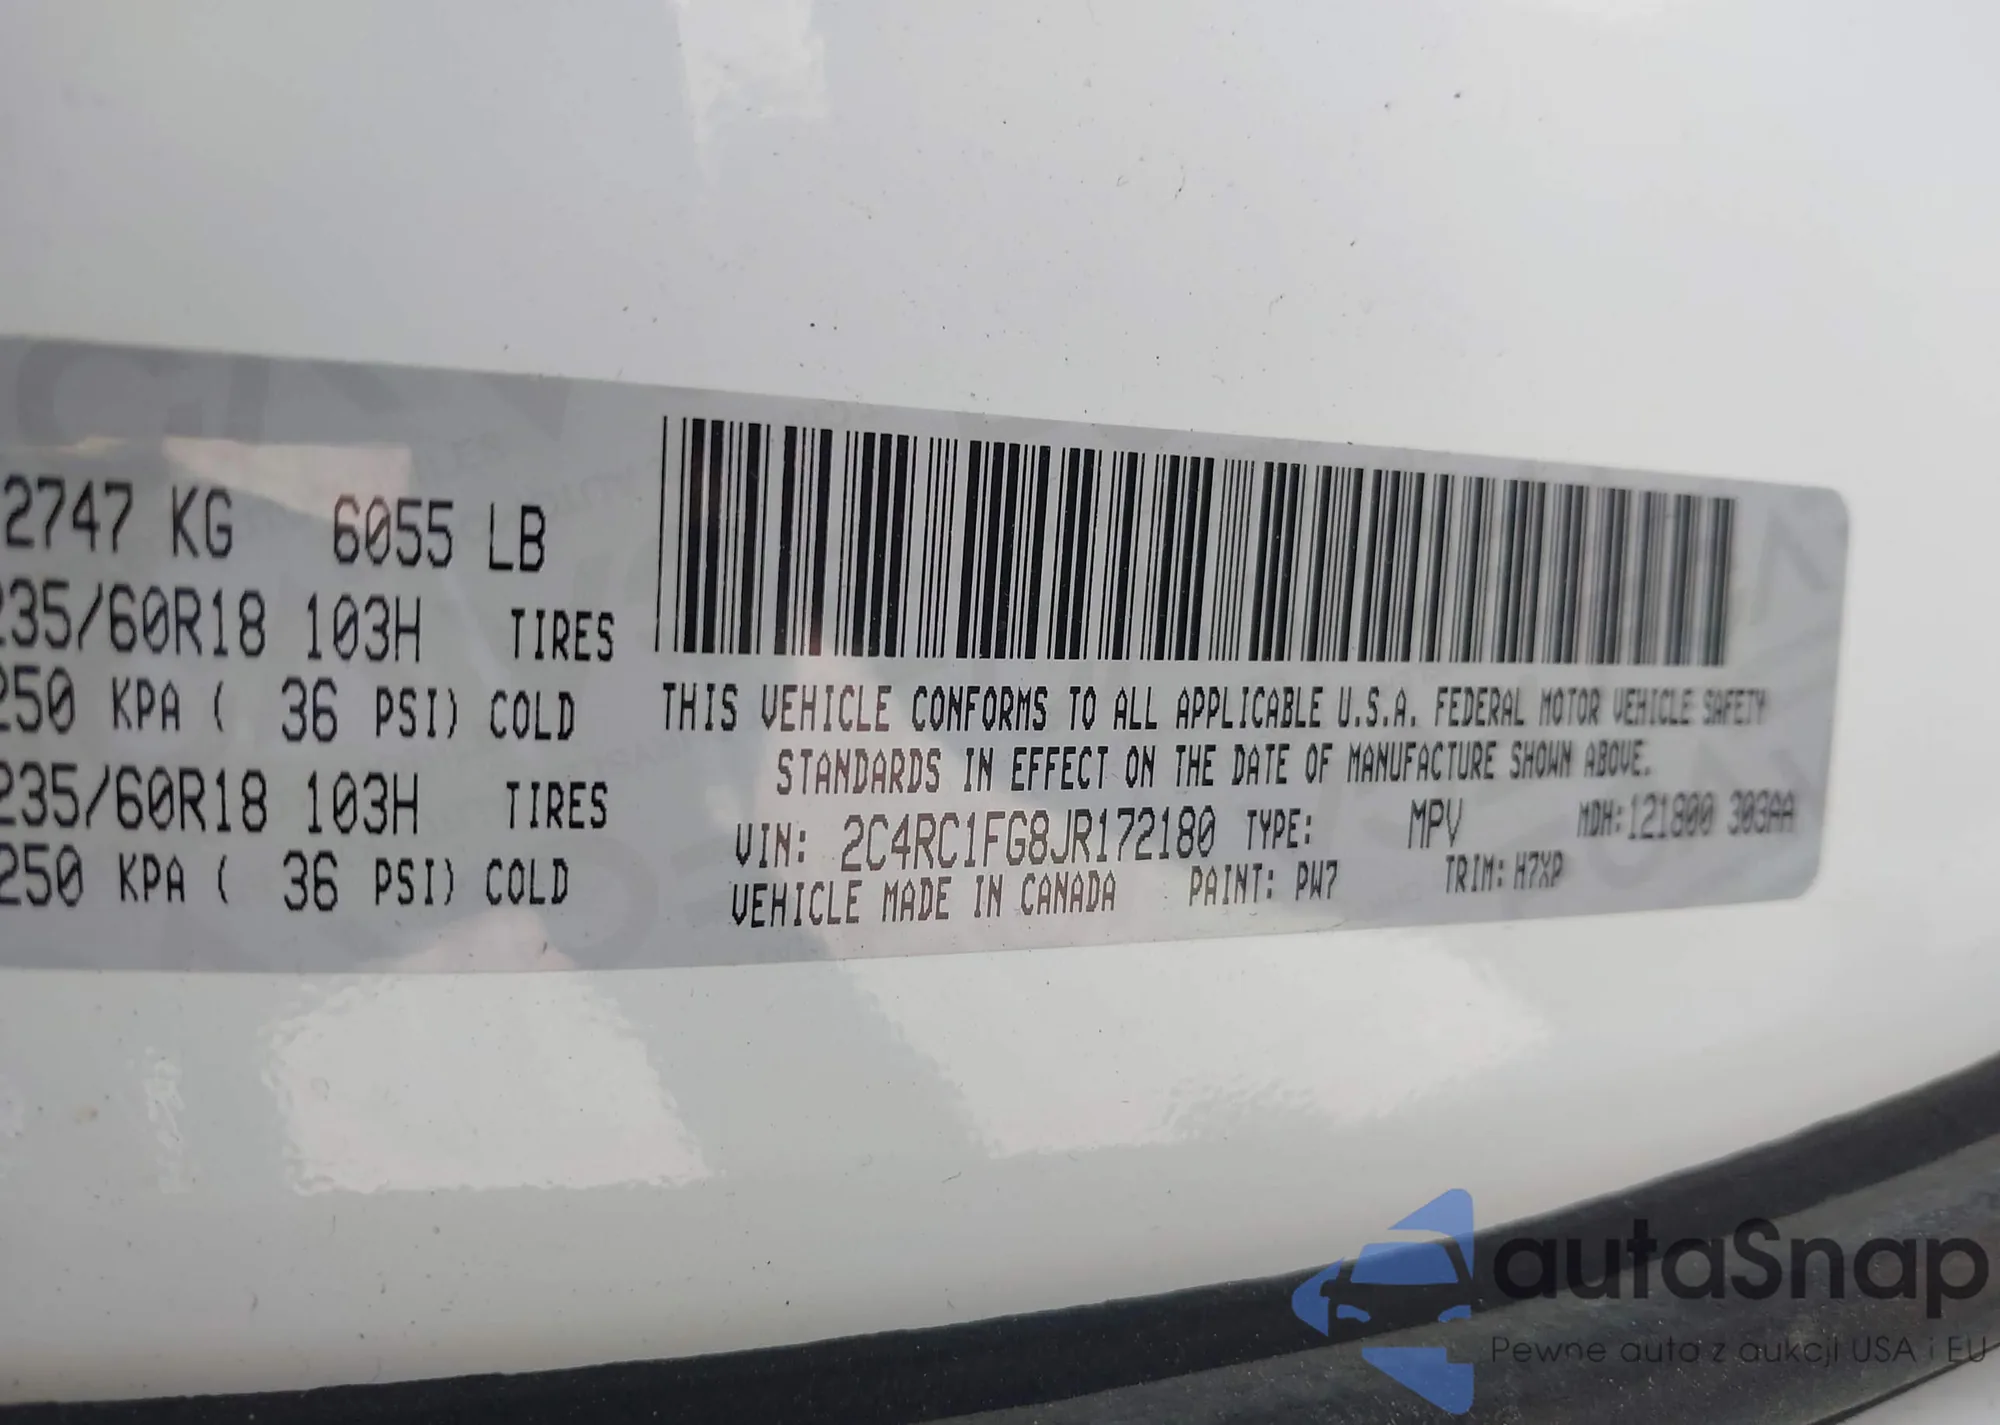 2747 KG 6055 LB
235/60R18 103H TIRES
250 KPA ( 36 PSI) COLD
235/60R18 103H TIRES
250 KPA ( 36 PSI) COLD
THIS VEHICLE CONFORMS TO ALL APPLICABLE U.S.A. FEDERAL MOTOR VEHICLE SAFETY
STANDARDS IN EFFECT ON THE DATE OF MANUFACTURE SHOWN ABOVE.
VIN: 2C4RC1FG8JR172180 TYPE: MPV MDH:121800 303AA
VEHICLE MADE IN CANADA PAINT: PW7 TRIM: H7XP
autaSnap
Pewne auto z aukcji USA i EU